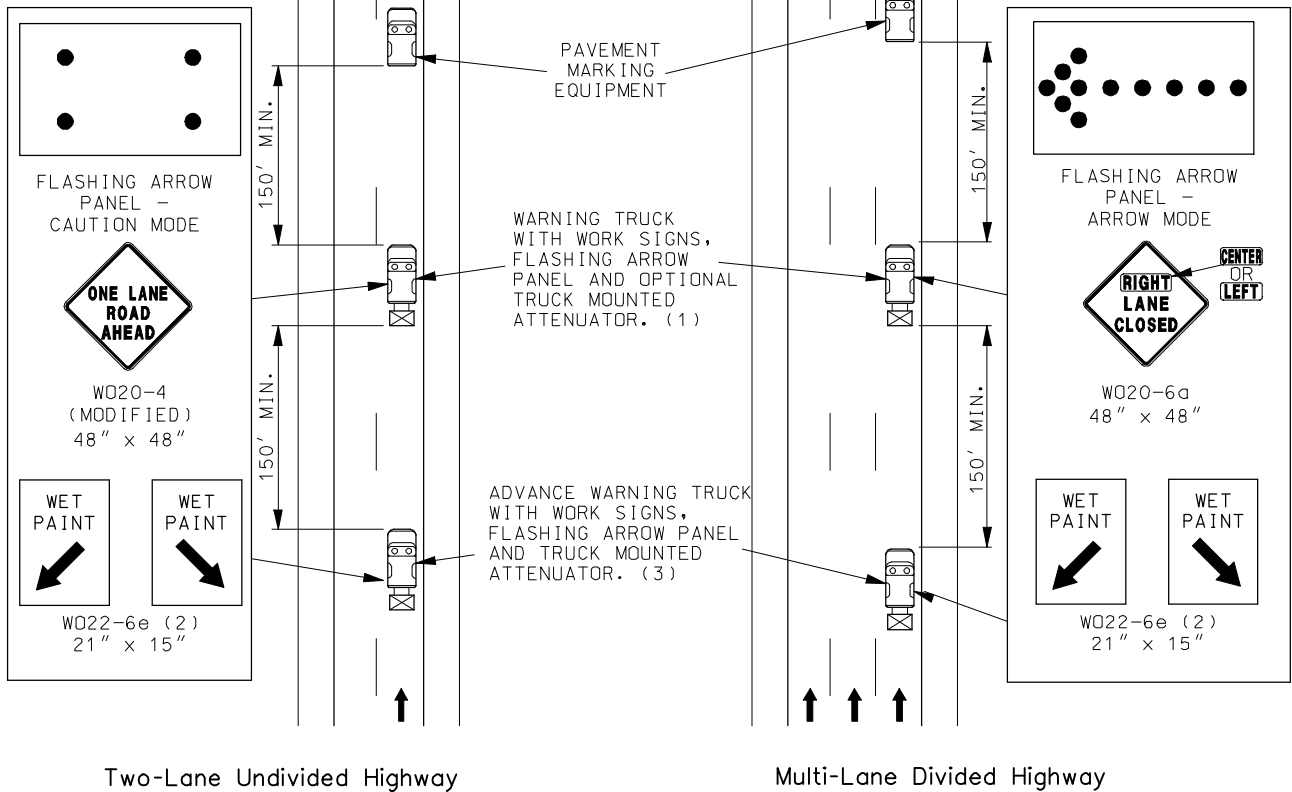 FLASHING ARROW
PANEL -
CAUTION MODE
ONE LANE
ROAD
AHEAD
WO20-4
(MODIFIED)
48" x 48"
WET
PAINT
WET
PAINT
WO22-6e (2)
21" x 15"
150' MIN.
150' MIN.
PAVEMENT
MARKING
EQUIPMENT
WARNING TRUCK
WITH WORK SIGNS,
FLASHING ARROW
PANEL AND OPTIONAL
TRUCK MOUNTED
ATTENUATOR. (1)
ADVANCE WARNING TRUCK
WITH WORK SIGNS,
FLASHING ARROW PANEL
AND TRUCK MOUNTED
ATTENUATOR. (3)
150' MIN.
150' MIN.
FLASHING ARROW
PANEL -
ARROW MODE
RIGHT
LANE
CLOSED
CENTER
OR
LEFT
WO20-6a
48" x 48"
WET
PAINT
WET
PAINT
WO22-6e (2)
21" x 15"
Two-Lane Undivided Highway
Multi-Lane Divided Highway